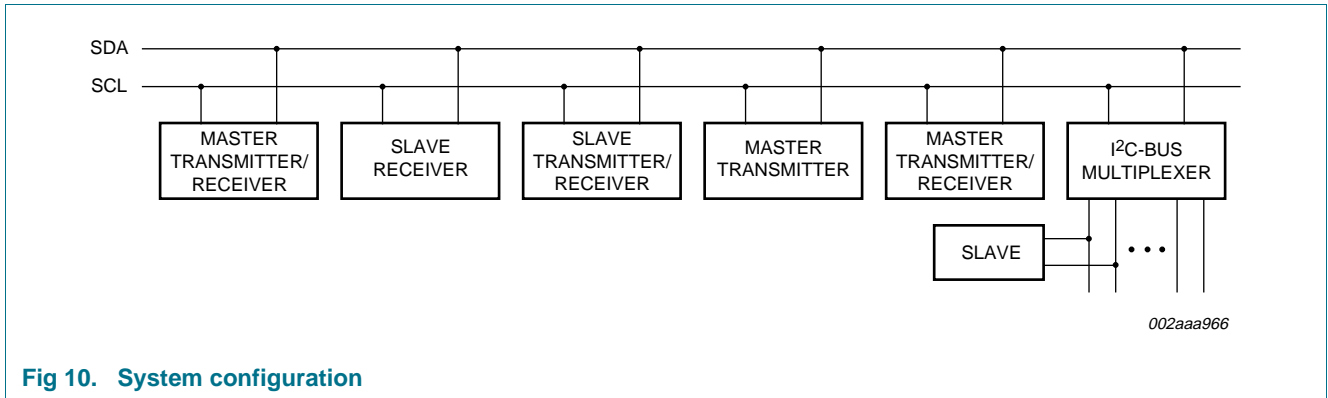 SDA
SCL
MASTER
TRANSMITTER/
RECEIVER
SLAVE
RECEIVER
SLAVE
TRANSMITTER/
RECEIVER
MASTER
TRANSMITTER
MASTER
TRANSMITTER/
RECEIVER
I²C-BUS
MULTIPLEXER
SLAVE
002aaa966
Fig 10. System configuration